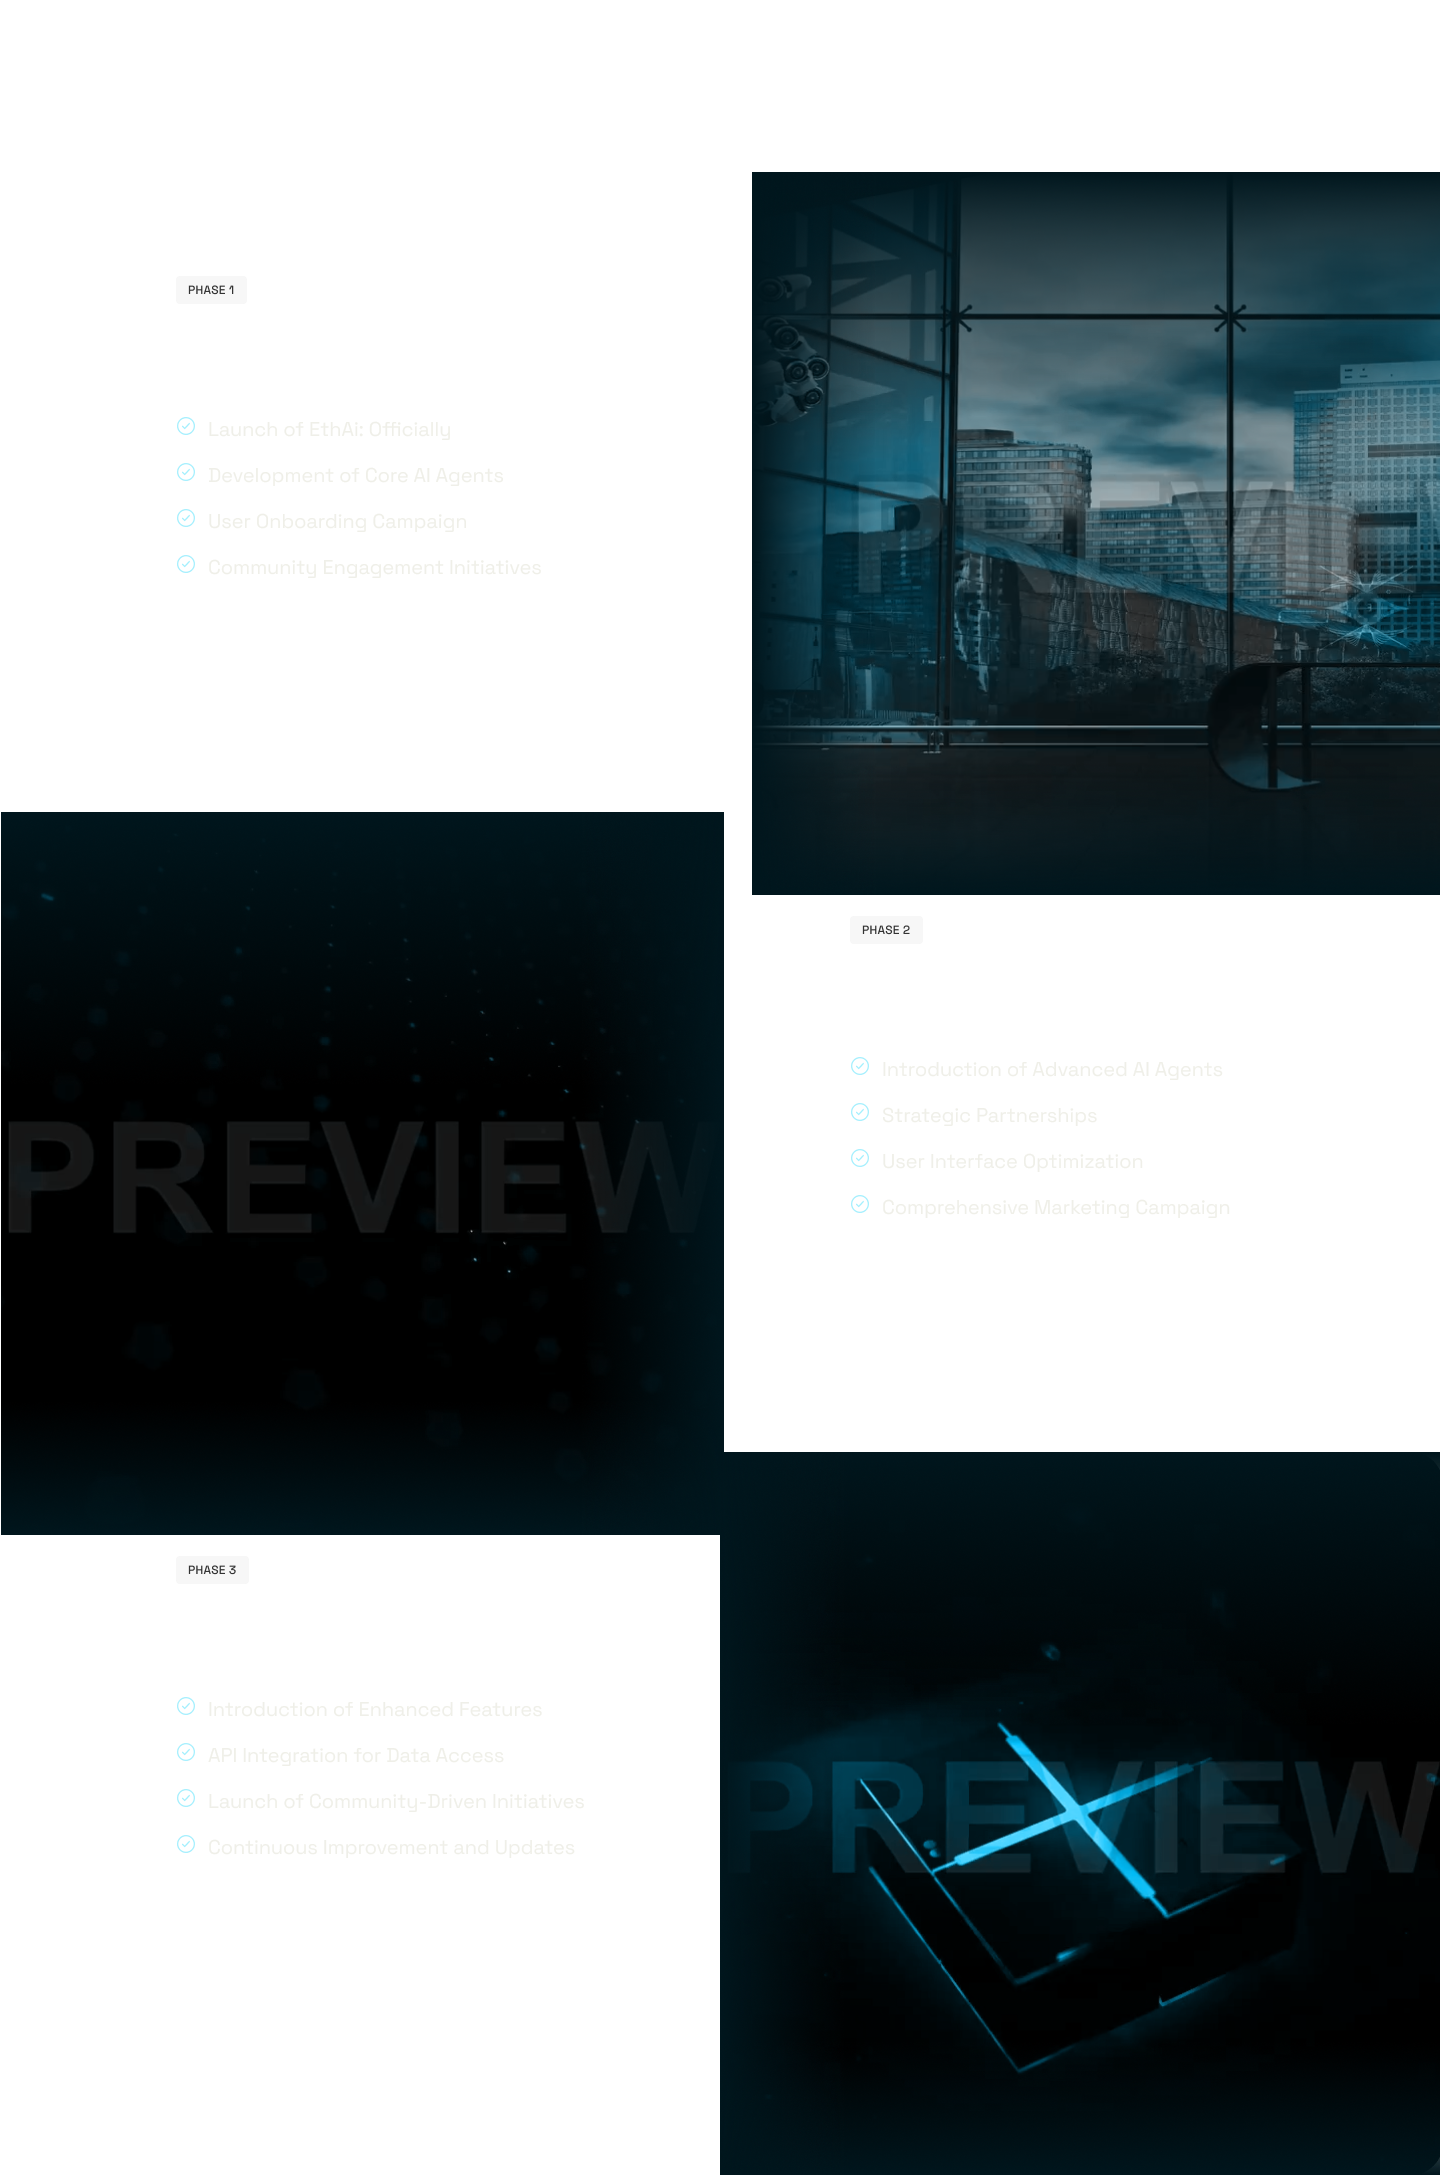 PHASE 1
Launch of EthAi: Officially
Development of Core AI Agents
User Onboarding Campaign
Community Engagement Initiatives
PREVIEW
PHASE 2
Introduction of Advanced AI Agents
Strategic Partnerships
User Interface Optimization
Comprehensive Marketing Campaign
PREVIEW
PHASE 3
Introduction of Enhanced Features
API Integration for Data Access
Launch of Community-Driven Initiatives
Continuous Improvement and Updates
PREVIEW